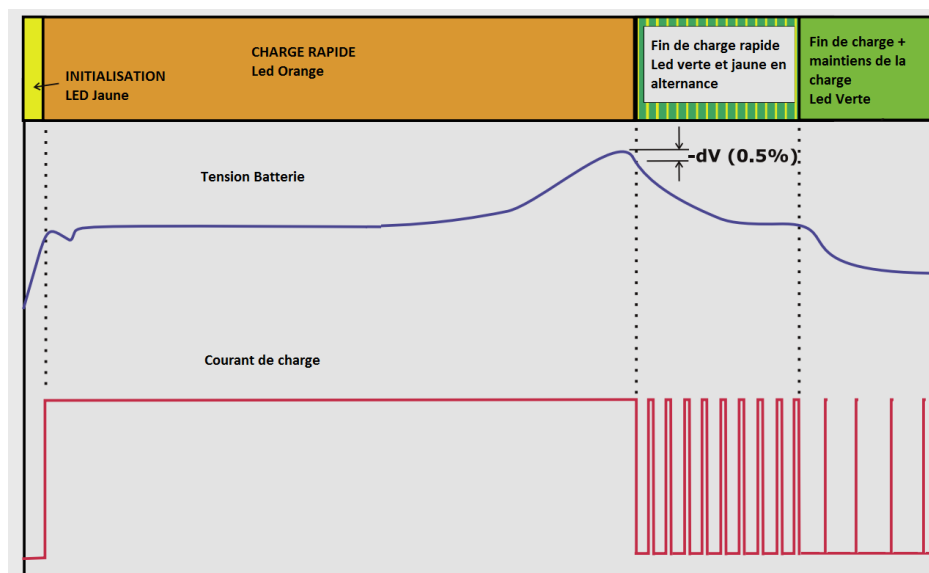 INITIALISATION
LED Jaune
CHARGE RAPIDE
Led Orange
Fin de charge rapide
Led verte et jaune en
alternance
Fin de charge +
maintiens de la
charge
Led Verte
-dV (0.5%)
Tension Batterie
Courant de charge